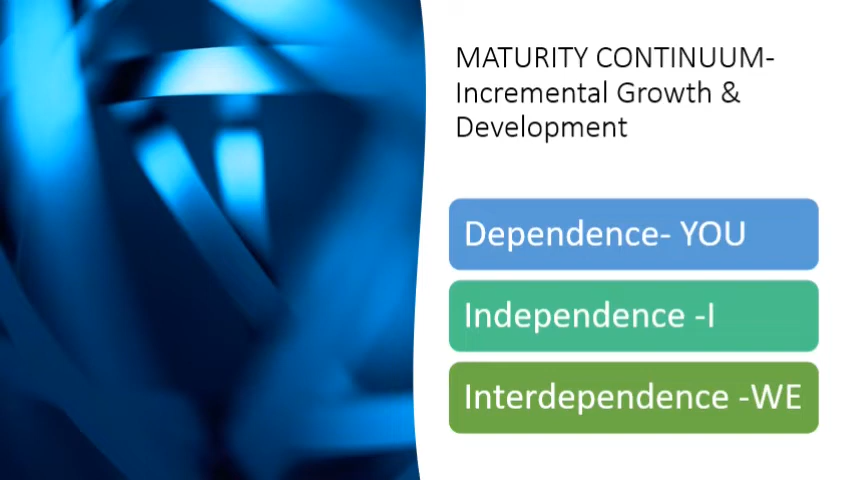 MATURITY CONTINUUM-
Incremental Growth &
Development
Dependence- YOU
Independence -I
Interdependence -WE